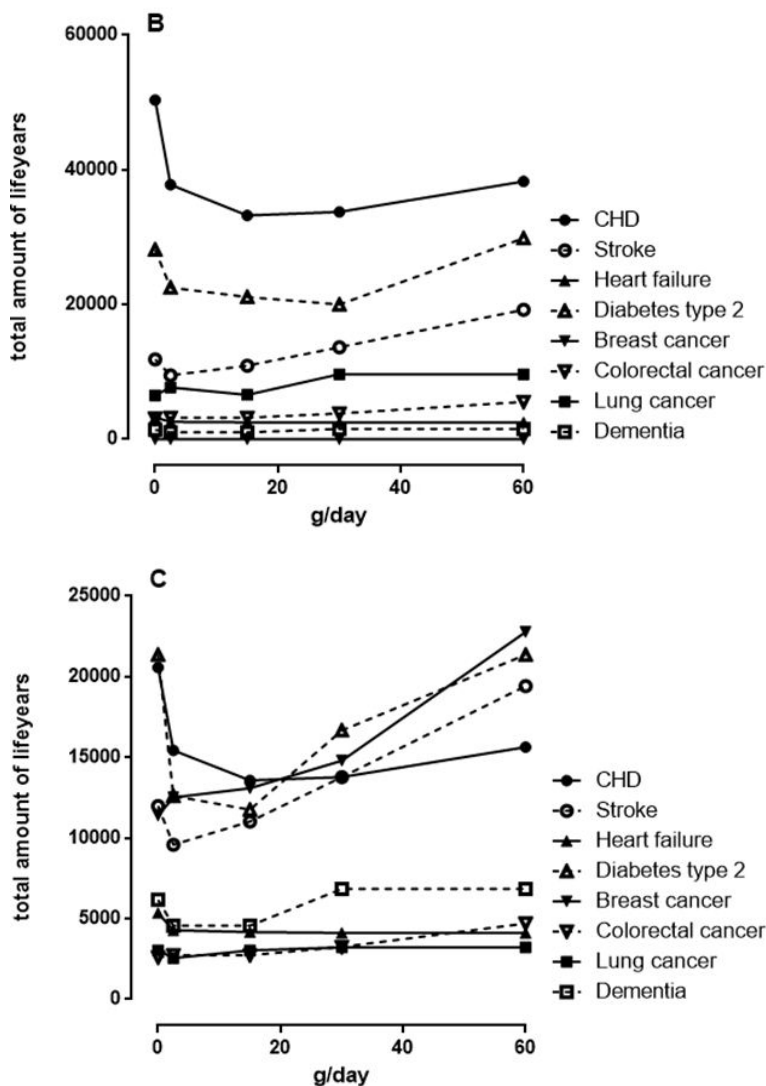 B
60000
40000
20000
0
total amount of lifeyears
0 20 40 60
g/day
CHD
Stroke
Heart failure
Diabetes type 2
Breast cancer
Colorectal cancer
Lung cancer
Dementia
C
25000
20000
15000
10000
5000
0
total amount of lifeyears
0 20 40 60
g/day
CHD
Stroke
Heart failure
Diabetes type 2
Breast cancer
Colorectal cancer
Lung cancer
Dementia